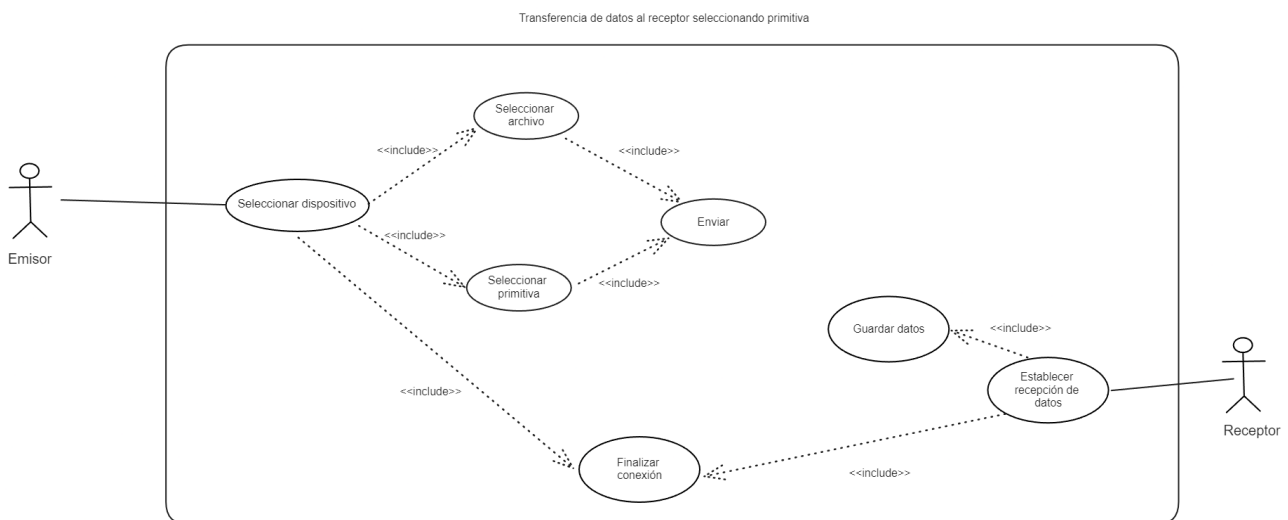 Transferencia de datos al receptor seleccionando primitiva
Seleccionar
archivo
<<include>>
<<include>>
Seleccionar dispositivo
Enviar
Emisor
<<include>>
Seleccionar
primitiva
<<include>>
Guardar datos
<<include>>
Establecer
recepción de
datos
<<include>>
Receptor
Finalizar
conexión
<<include>>